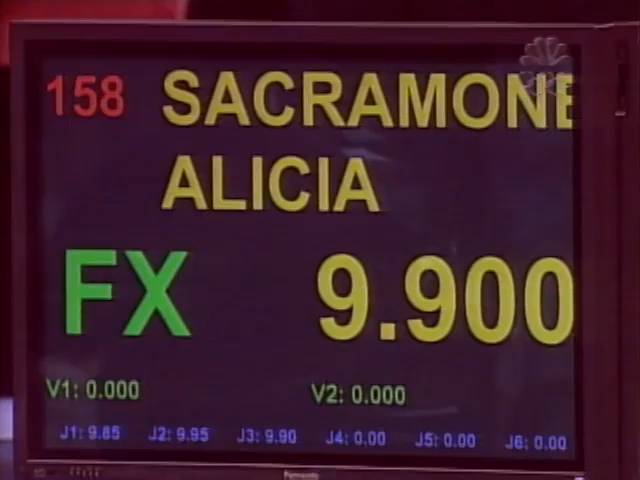 158 SACRAMONE
ALICIA
FX 9.900
V1: 0.000 V2: 0.000
J1: 9.85 J2: 9.95 J3: 9.90 J4: 0.00 J5: 0.00 J6: 0.00
Panasonic